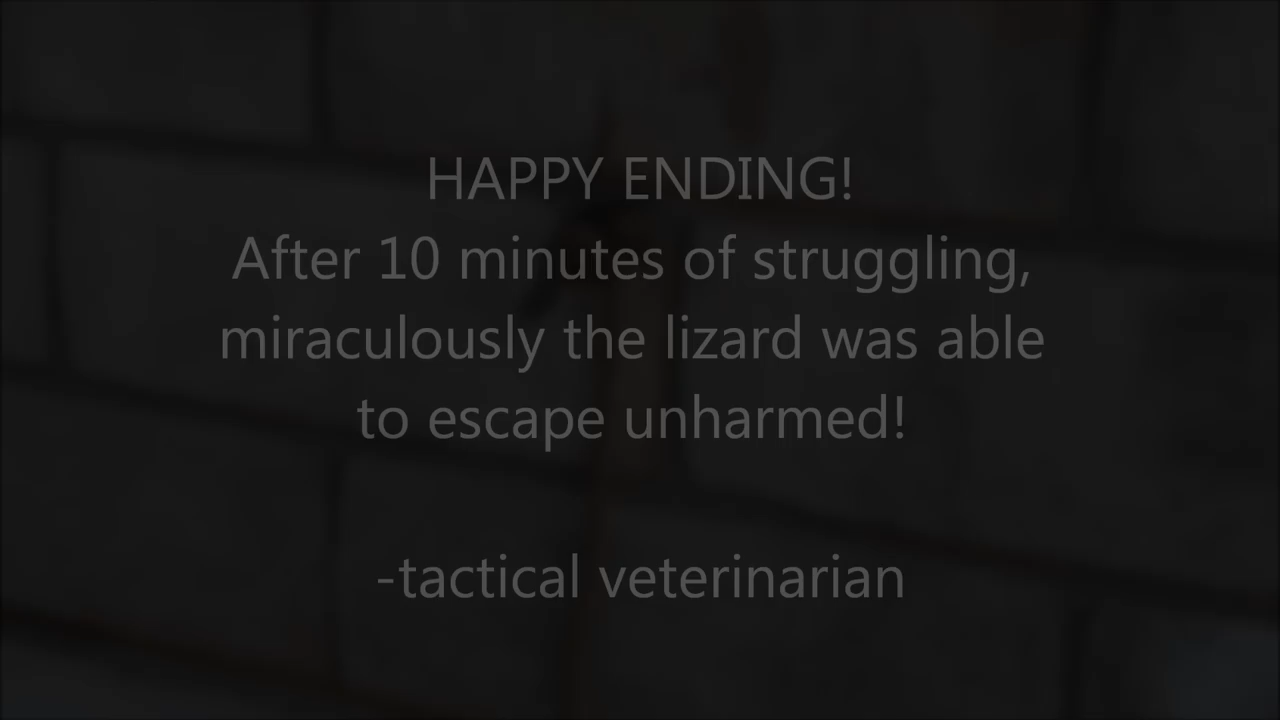 HAPPY ENDING!
After 10 minutes of struggling,
miraculously the lizard was able
to escape unharmed!
-tactical veterinarian